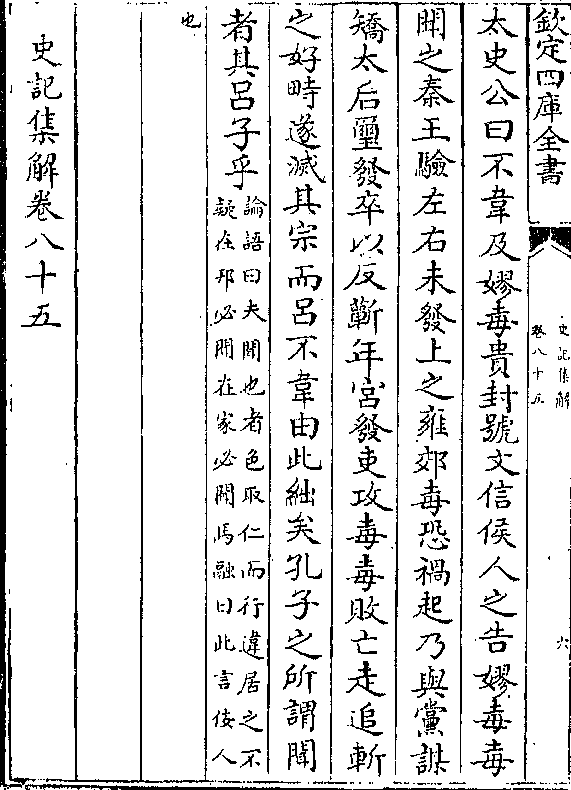 欽定四庫全書
史記集解
卷八十五
六
太史公曰不韋及嫪毐貴封號文信侯人之告嫪毐毐
聞之秦王驗左右未發上之雍郊毐恐禍起乃與黨謀
矯太后璽發卒以反蘄年宮發吏攻毐毐敗亡走追斬
之好畤遂滅其宗而呂不韋由此絀矣孔子之所謂聞
者其呂子乎
論語曰夫聞也者色取仁而行違居之不
疑在邦必聞在家必聞馬融曰此言佞人
也
史記集解卷八十五